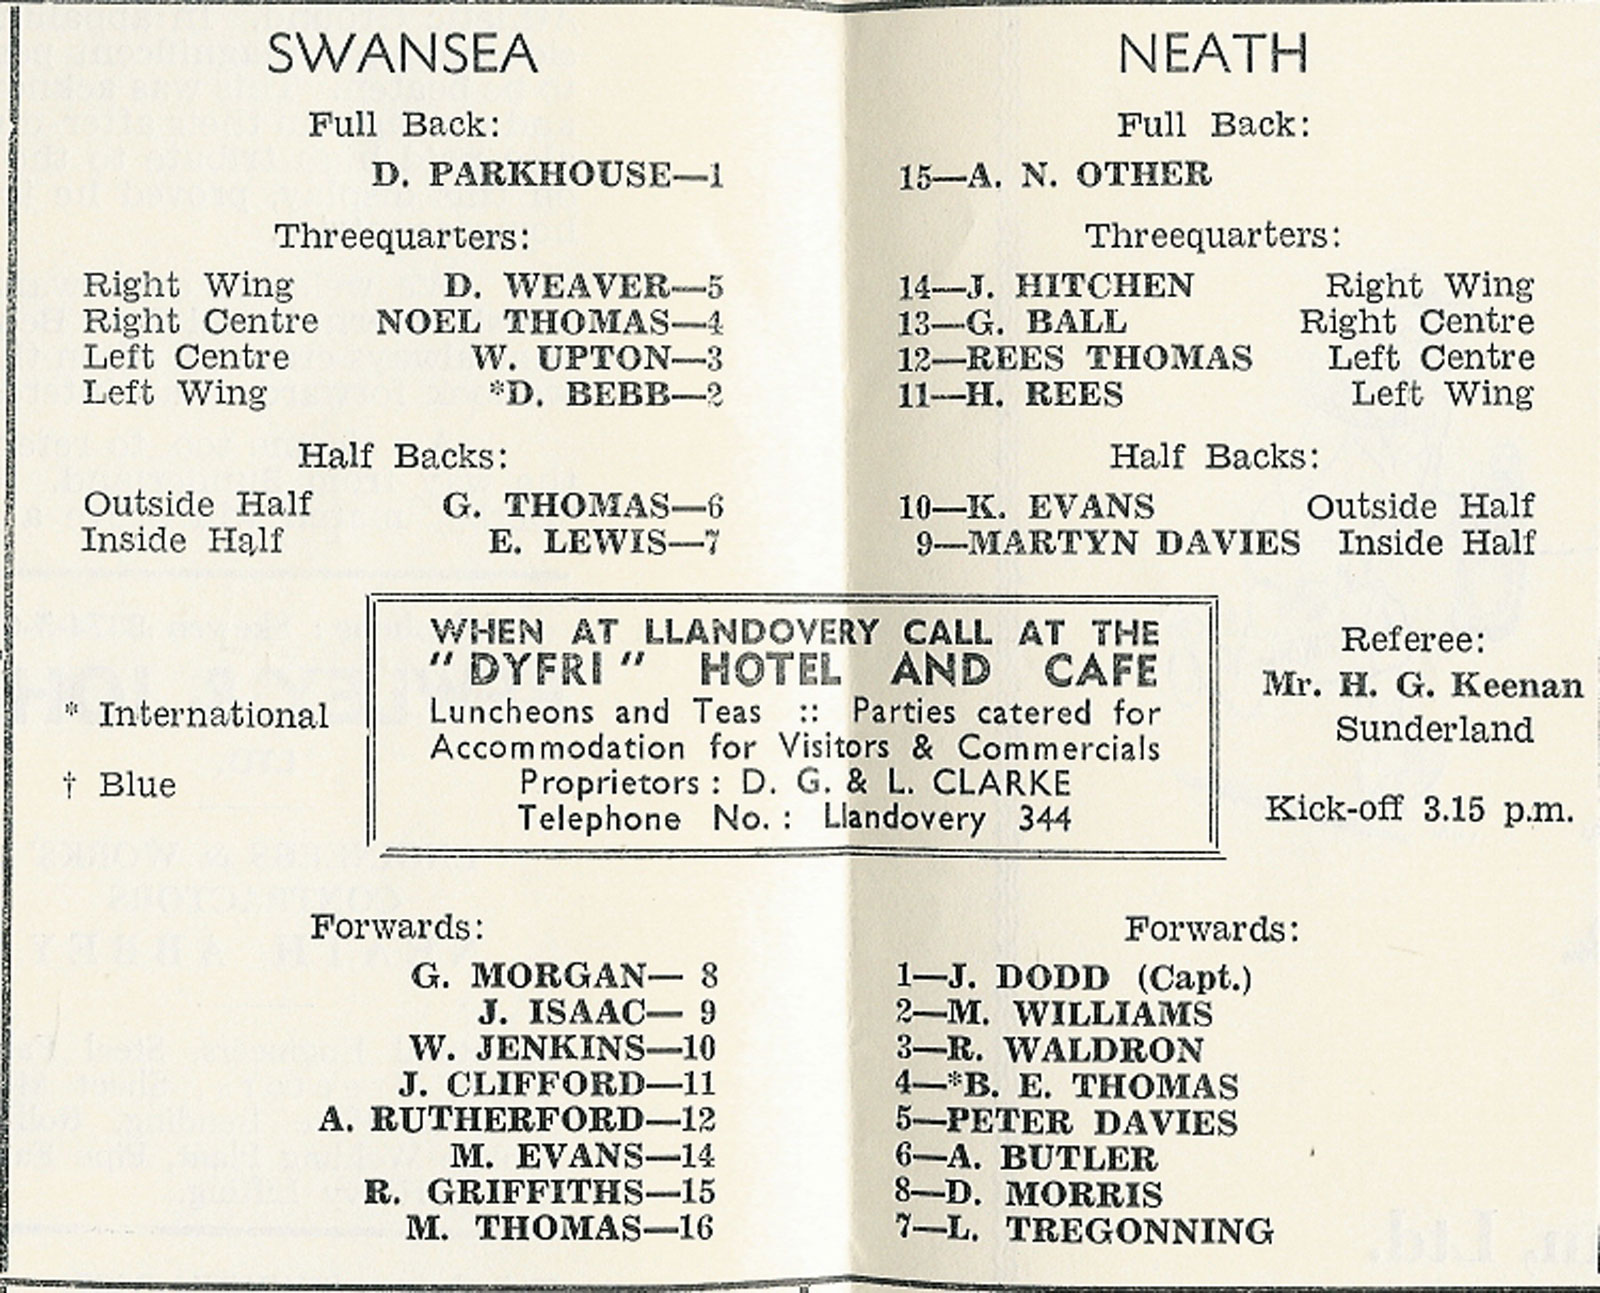 SWANSEA
Full Back:
D. PARKHOUSE—1
Threequarters:
Right Wing D. WEAVER—5
Right Centre NOEL THOMAS—4
Left Centre W. UPTON—3
Left Wing *D. BEBB—2
Half Backs:
Outside Half G. THOMAS—6
Inside Half E. LEWIS—7
NEATH
Full Back:
15—A. N. OTHER
Threequarters:
14—J. HITCHEN Right Wing
13—G. BALL Right Centre
12—REES THOMAS Left Centre
11—H. REES Left Wing
Half Backs:
10—K. EVANS Outside Half
9—MARTYN DAVIES Inside Half
* International
† Blue
WHEN AT LLANDOVERY CALL AT THE
"DYFRI" HOTEL AND CAFE
Luncheons and Teas :: Parties catered for
Accommodation for Visitors & Commercials
Proprietors : D. G. & L. CLARKE
Telephone No. : Llandovery 344
Referee:
Mr. H. G. Keenan
Sunderland
Kick-off 3.15 p.m.
Forwards:
G. MORGAN— 8
J. ISAAC— 9
W. JENKINS—10
J. CLIFFORD—11
A. RUTHERFORD—12
M. EVANS—14
R. GRIFFITHS—15
M. THOMAS—16
Forwards:
1—J. DODD (Capt.)
2—M. WILLIAMS
3—R. WALDRON
4—*B. E. THOMAS
5—PETER DAVIES
6—A. BUTLER
8—D. MORRIS
7—L. TREGONNING